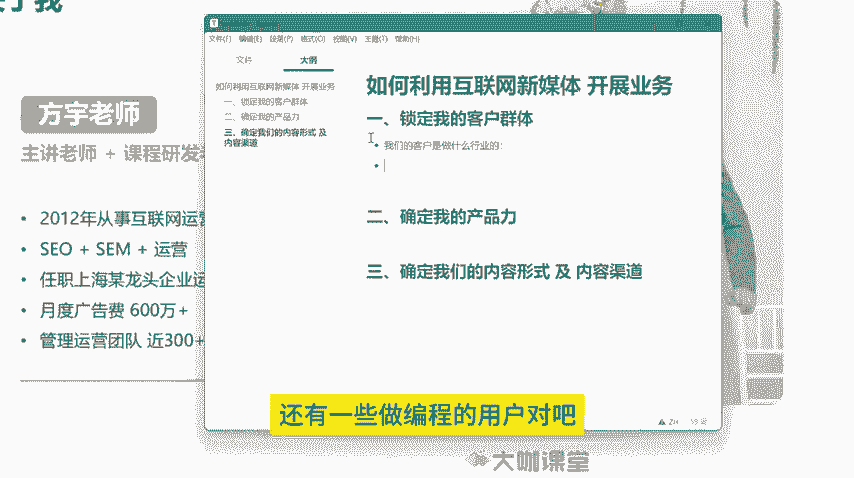 方宇老师
主讲老师 + 课程研发
2012年从事互联网运营
SEO + SEM + 运营
任职上海某龙头企业运
月度广告费 600万+
管理运营团队 近300+
文件(F) 编辑(E) 段落(P) 格式(O) 视图(V) 主题(T) 帮助(H)
文件 大纲
如何利用互联网新媒体 开展业务
一、锁定我的客户群体
二、确定我的产品力
三、确定我们的内容形式 及
内容渠道
如何利用互联网新媒体 开展业务
一、锁定我的客户群体
我们的客户是做什么行业的:
二、确定我的产品力
三、确定我们的内容形式 及 内容渠道
还有一些做编程的用户对吧
大咖课堂